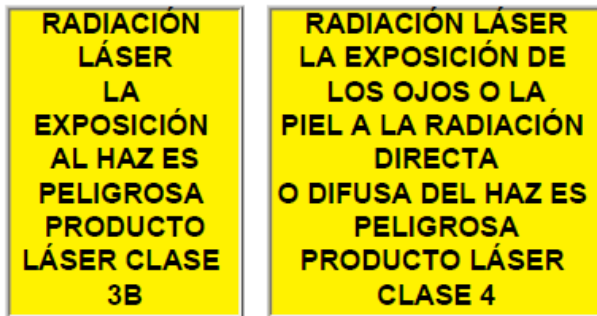 RADIACIÓN
LÁSER
LA
EXPOSICIÓN
AL HAZ ES
PELIGROSA
PRODUCTO
LÁSER CLASE
3B
RADIACIÓN LÁSER
LA EXPOSICIÓN DE
LOS OJOS O LA
PIEL A LA RADIACIÓN
DIRECTA
O DIFUSA DEL HAZ ES
PELIGROSA
PRODUCTO LÁSER
CLASE 4